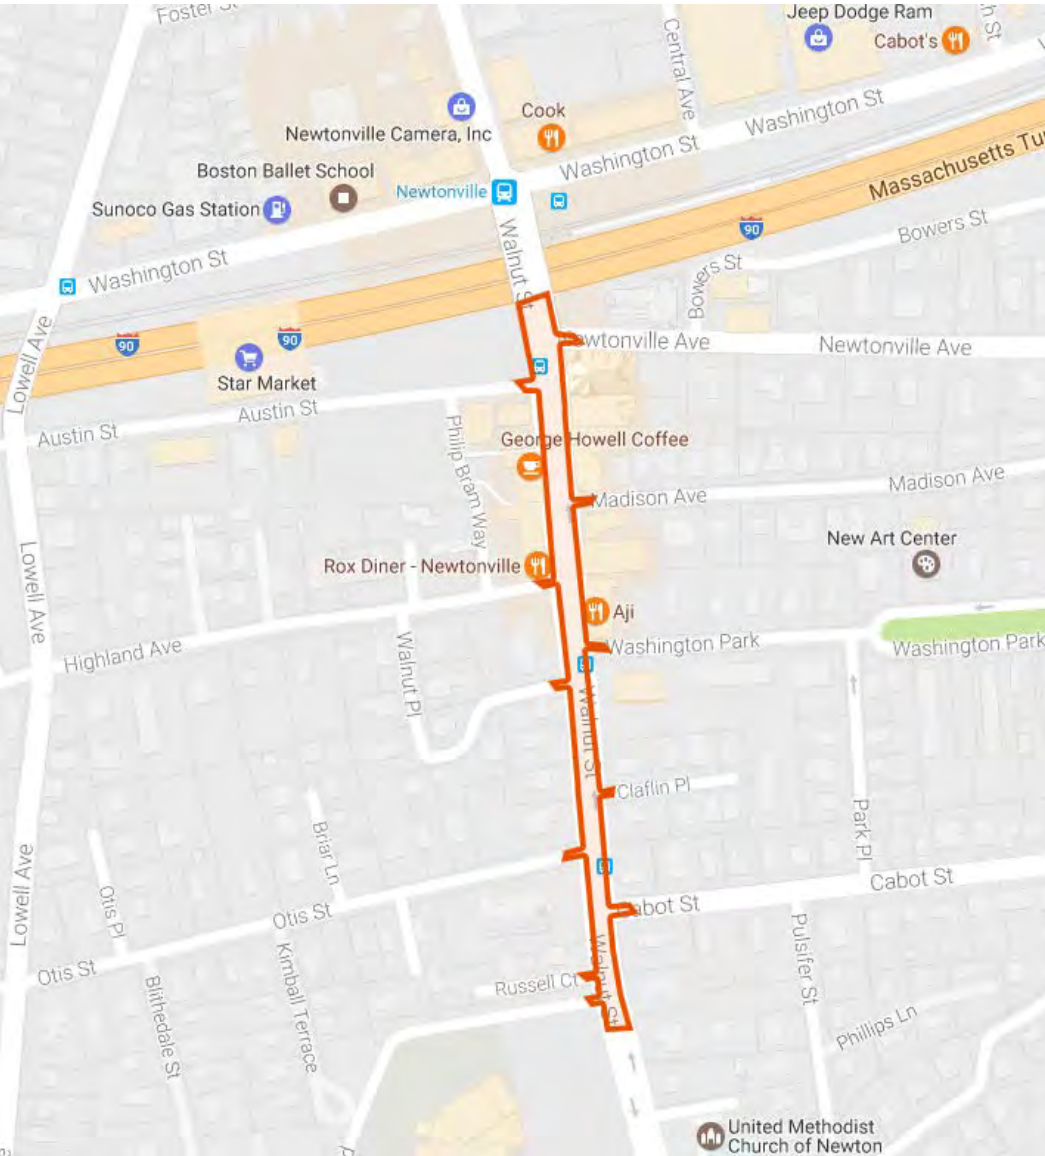 Foster S
Jeep Dodge Ram
Cabot's
h St
Central Ave
Cook
Newtonville Camera, Inc
Washington St
Washington St
Boston Ballet School
Newtonville
Massachusetts Tu
Sunoco Gas Station
Walnut St
90
Bowers St
Washington St
Bowers St
90
90
Lowell Ave
wtonville Ave
Newtonville Ave
Star Market
Austin St
Austin St
Philip Bram Way
George Howell Coffee
Madison Ave
Madison Ave
New Art Center
Rox Diner - Newtonville
Lowell Ave
Aji
Highland Ave
Walnut Pl
Washington Park
Washington Park
Walnut St
Claflin Pl
Park Pl
Briar Ln
Lowell Ave
Cabot St
abot St
Otis Pl
Otis St
Pulsifer St
Otis St
Kimball Terrace
Walnut St
Russell Ct
Blithedale St
Phillips Ln
United Methodist
Church of Newton